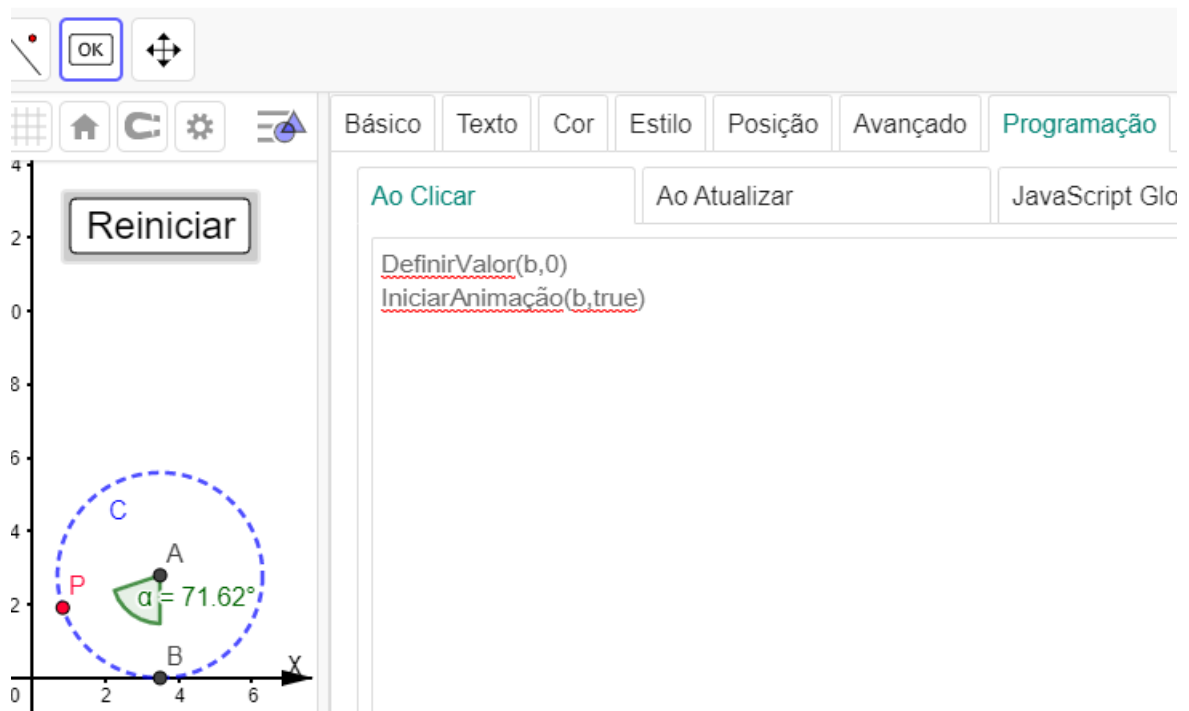 OK
Básico Texto Cor Estilo Posição Avançado Programação
Ao Clicar Ao Atualizar JavaScript Glo
DefinirValor(b,0)
IniciarAnimação(b,true)
Reiniciar
4
2
0
8
6
4
2
0
C
A
P
α = 71.62°
B
X
2 4 6